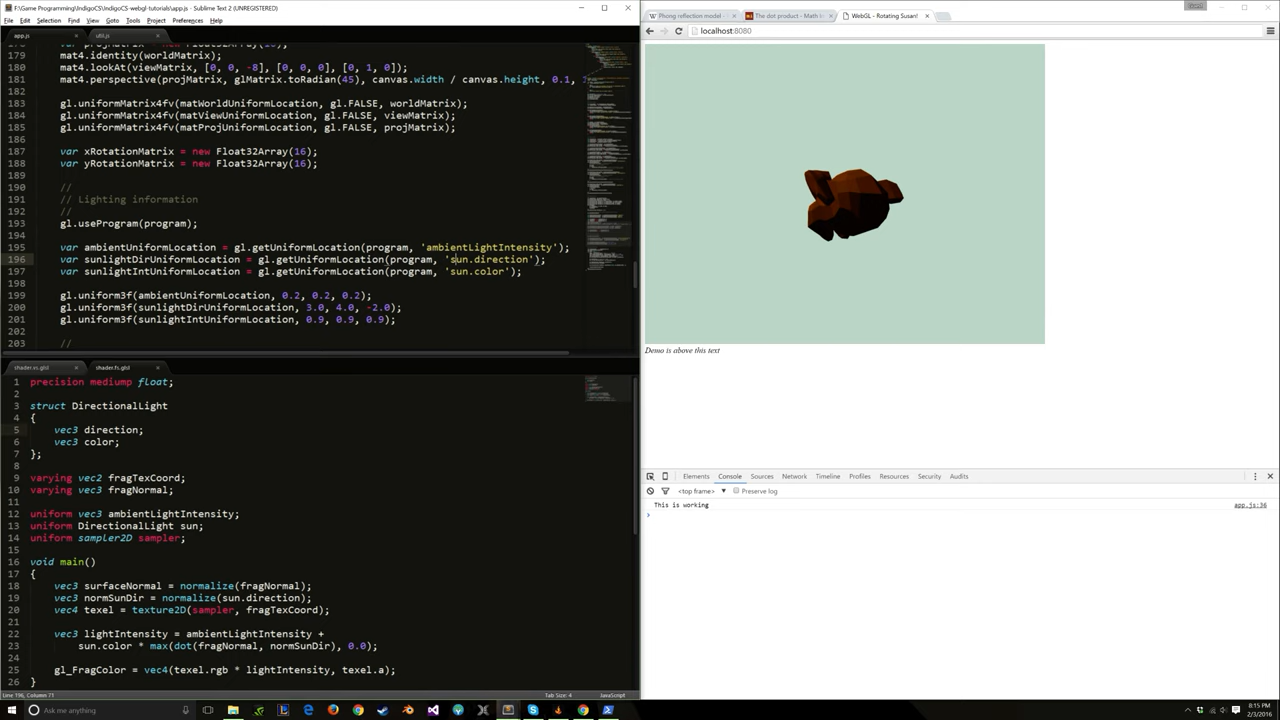 F:\Game Programming\IndigoCS\IndigoCS-webgl-tutorials\app.js - Sublime Text 2 (UNREGISTERED)
File Edit Selection Find View Goto Tools Project Preferences Help
app.js
util.js
179 mat4.identity(worldMatrix);
180 mat4.lookAt(viewMatrix, [0, 0, -8], [0, 0, 0], [0, 1, 0]);
181 mat4.perspective(projMatrix, glMatrix.toRadian(45), canvas.width / canvas.height, 0.1,
182
183 gl.uniformMatrix4fv(matWorldUniformLocation, gl.FALSE, worldMatrix);
184 gl.uniformMatrix4fv(matViewUniformLocation, gl.FALSE, viewMatrix);
185 gl.uniformMatrix4fv(matProjUniformLocation, gl.FALSE, projMatrix);
186
187 var xRotationMatrix = new Float32Array(16);
188 var yRotationMatrix = new Float32Array(16);
189
190 //
191 // Lighting information
192 //
193 gl.useProgram(program);
194
195 var ambientUniformLocation = gl.getUniformLocation(program, 'ambientLightIntensity');
196 var sunlightDirUniformLocation = gl.getUniformLocation(program, 'sun.direction');
197 var sunlightIntUniformLocation = gl.getUniformLocation(program, 'sun.color');
198
199 gl.uniform3f(ambientUniformLocation, 0.2, 0.2, 0.2);
200 gl.uniform3f(sunlightDirUniformLocation, 3.0, 4.0, -2.0);
201 gl.uniform3f(sunlightIntUniformLocation, 0.9, 0.9, 0.9);
202
203 //
shader.vs.glsl
shader.fs.glsl
1 precision mediump float;
2
3 struct DirectionalLight
4 {
5 vec3 direction;
6 vec3 color;
7 };
8
9 varying vec2 fragTexCoord;
10 varying vec3 fragNormal;
11
12 uniform vec3 ambientLightIntensity;
13 uniform DirectionalLight sun;
14 uniform sampler2D sampler;
15
16 void main()
17 {
18 vec3 surfaceNormal = normalize(fragNormal);
19 vec3 normSunDir = normalize(sun.direction);
20 vec4 texel = texture2D(sampler, fragTexCoord);
21
22 vec3 lightIntensity = ambientLightIntensity +
23 sun.color * max(dot(fragNormal, normSunDir), 0.0);
24
25 gl_FragColor = vec4(texel.rgb * lightIntensity, texel.a);
26 }
Line 196, Column 71
Tab Size: 4
JavaScript
Phong reflection model -
The dot product - Math in
WebGL - Rotating Susan!
localhost:8080
Demo is above this text
Elements Console Sources Network Timeline Profiles Resources Security Audits
<top frame> ▼ Preserve log
This is working
app.js:36
Ask me anything
8:15 PM
2/3/2016